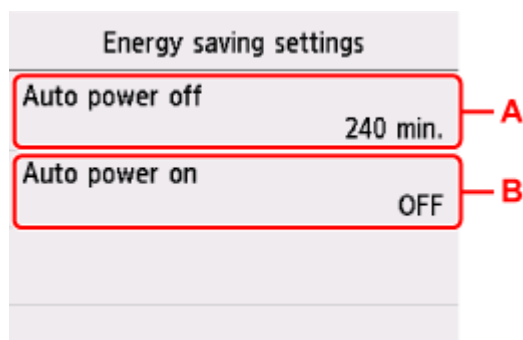 Energy saving settings
Auto power off
240 min.
A
Auto power on
OFF
B